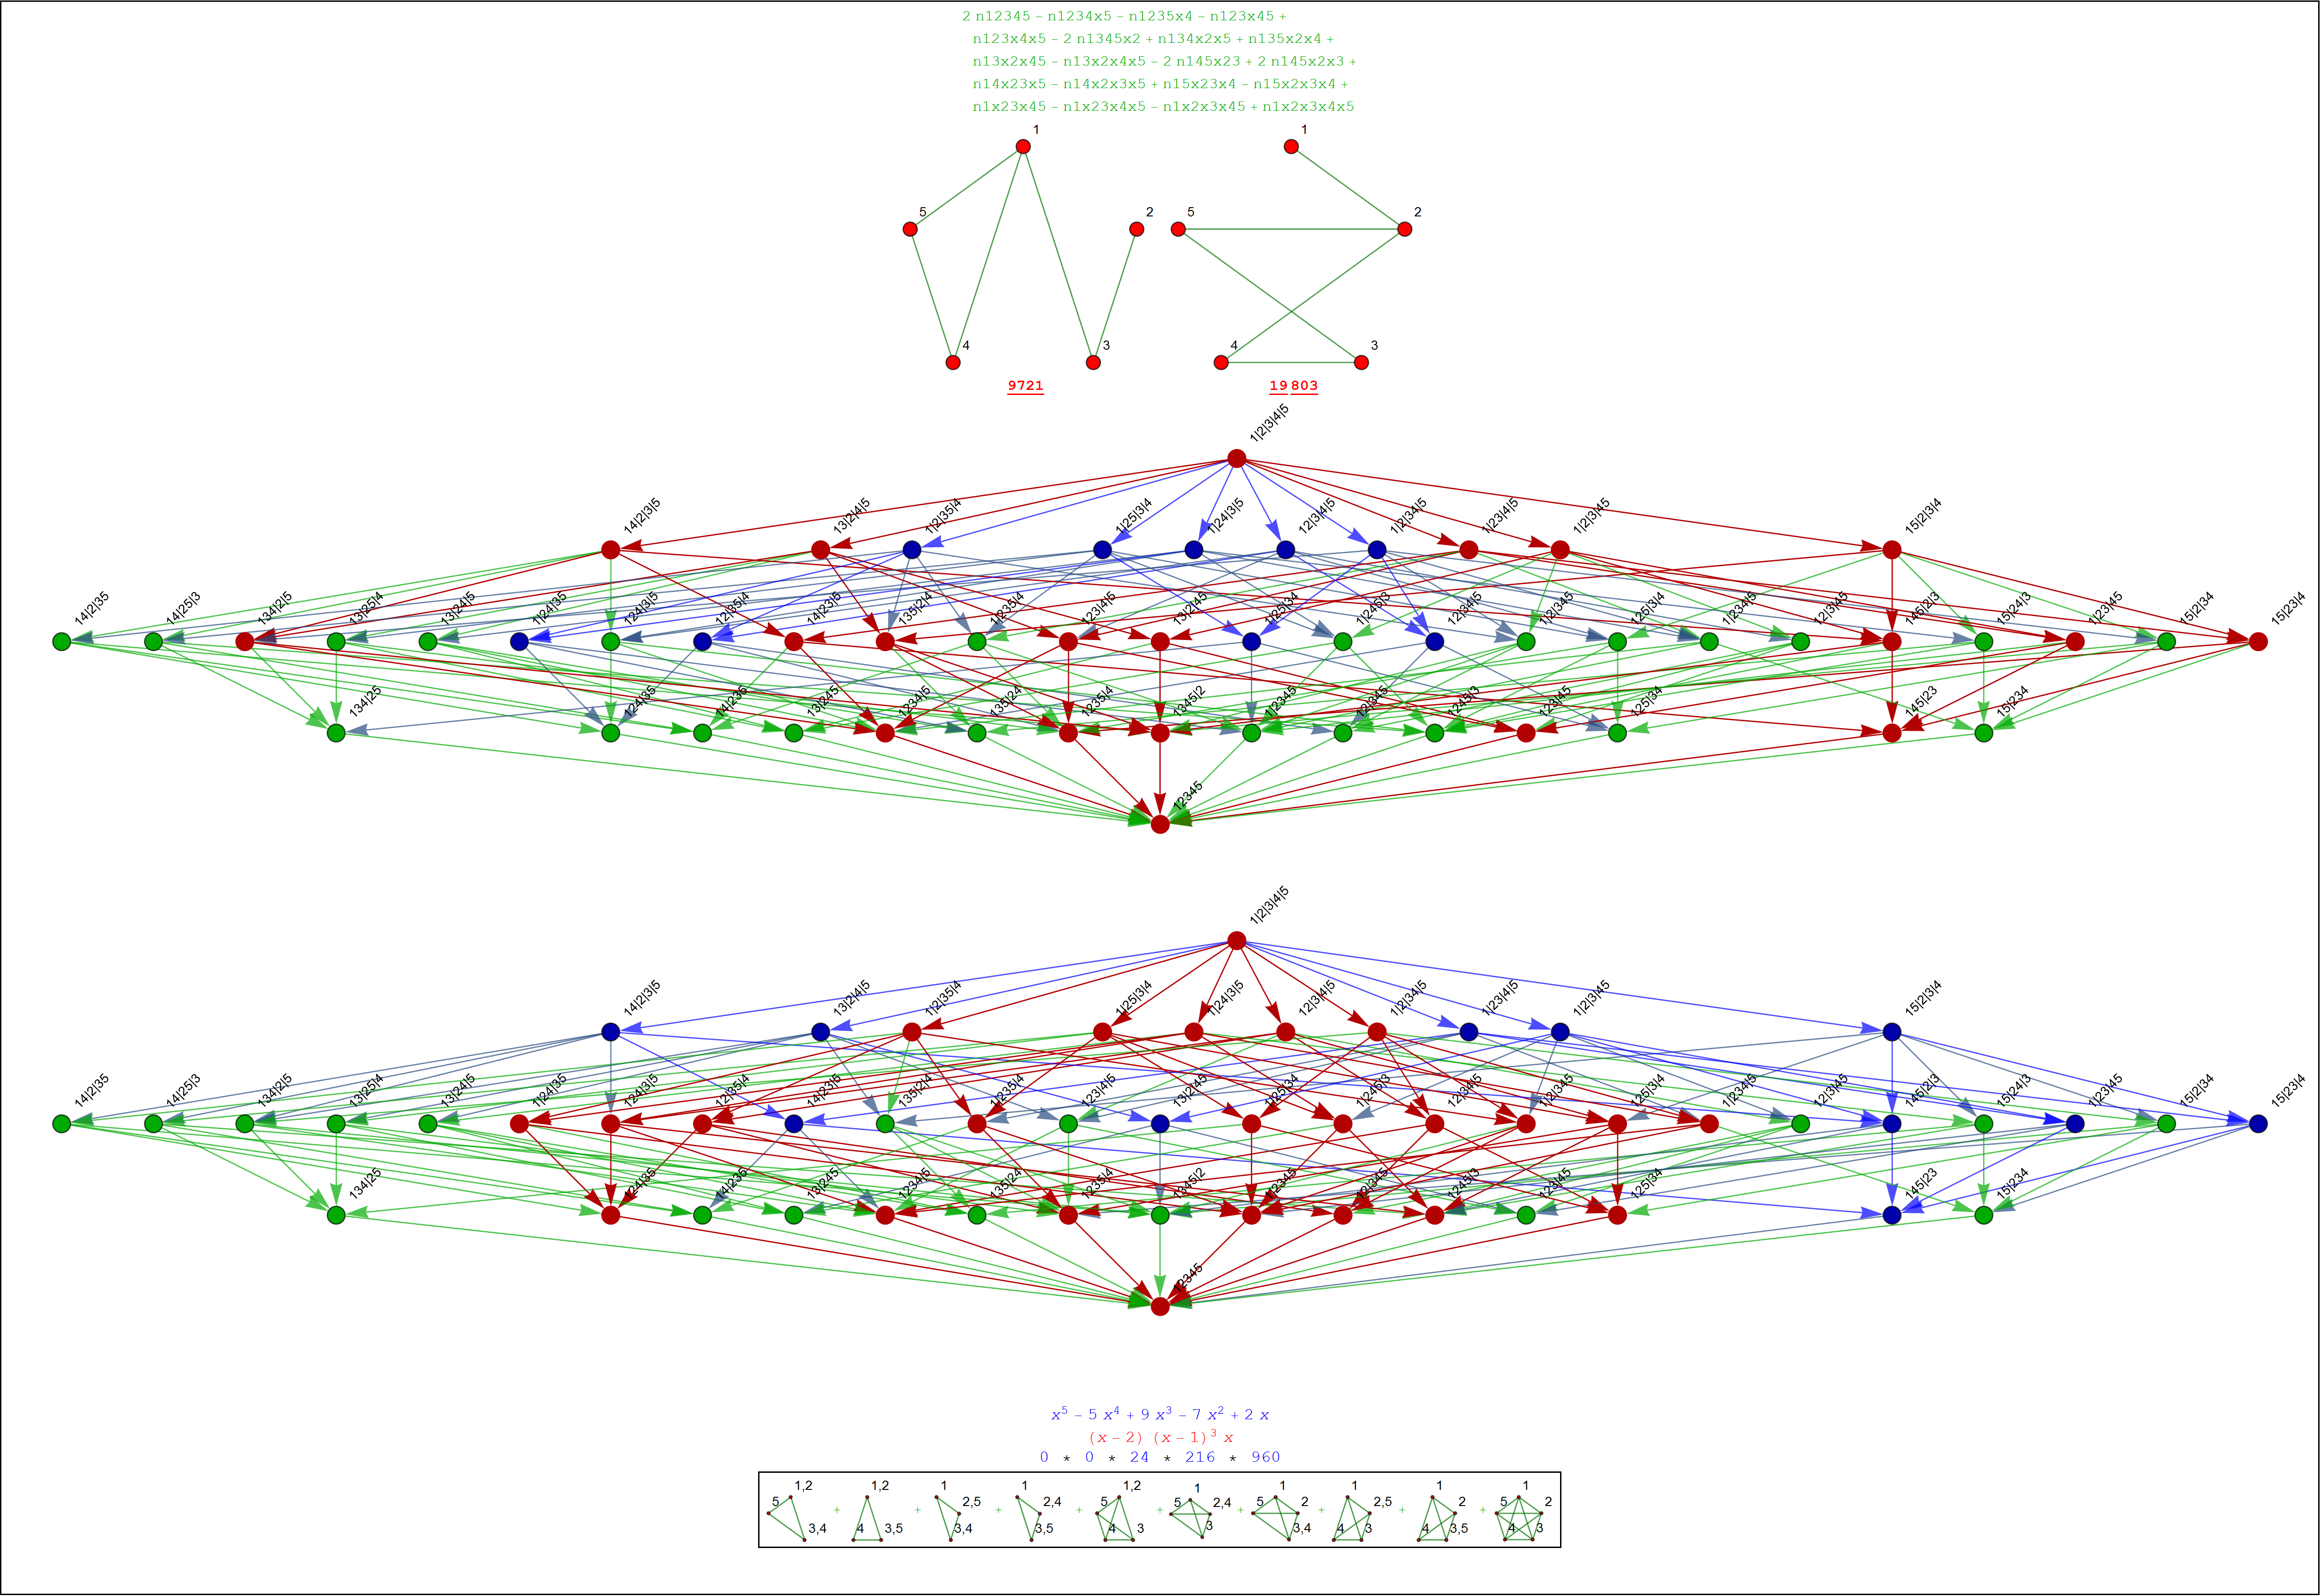 2 n12345 − n1234x5 − n1235x4 − n123x45 +
n123x4x5 − 2 n1345x2 + n134x2x5 + n135x2x4 +
n13x2x45 − n13x2x4x5 − 2 n145x23 + 2 n145x2x3 +
n14x23x5 − n14x2x3x5 + n15x23x4 − n15x2x3x4 +
n1x23x45 − n1x23x4x5 − n1x2x3x45 + n1x2x3x4x5
1 1
5 2 5 2
4 3 4 3
9721 19 803
1|2|3|4|5
14|2|3|5 13|2|4|5 1|2|35|4 1|25|3|4 1|24|3|5 12|3|4|5 1|2|34|5 1|23|4|5 1|2|3|45 15|2|3|4
14|2|35 14|25|3 134|2|5 13|25|4 13|24|5 1|24|35 124|3|5 12|35|4 14|23|5 135|2|4 1|235|4 123|4|5 13|2|45 1|25|34 1|245|3 12|34|5 1|2|345 125|3|4 1|234|5 12|3|45 145|2|3 15|24|3 1|23|45 15|2|34 15|23|4
134|25 124|35 14|235 13|245 1234|5 135|24 1235|4 1345|2 1|2345 12|345 1245|3 123|45 125|34 145|23 15|234
12345
1|2|3|4|5
14|2|3|5 13|2|4|5 1|2|35|4 1|25|3|4 1|24|3|5 12|3|4|5 1|2|34|5 1|23|4|5 1|2|3|45 15|2|3|4
14|2|35 14|25|3 134|2|5 13|25|4 13|24|5 1|24|35 124|3|5 12|35|4 14|23|5 135|2|4 1|235|4 123|4|5 13|2|45 1|25|34 1|245|3 12|34|5 1|2|345 125|3|4 1|234|5 12|3|45 145|2|3 15|24|3 1|23|45 15|2|34 15|23|4
134|25 124|35 14|235 13|245 1234|5 135|24 1235|4 1345|2 1|2345 12|345 1245|3 123|45 125|34 145|23 15|234
12345
x⁵ − 5 x⁴ + 9 x³ − 7 x² + 2 x
(x − 2) (x − 1)³ x
0 * 0 * 24 * 216 * 960
1,2 1,2 1 1 1,2 1 1 1 1 1
5 2,5 2,4 5 5 2,4 5 2 2,5 2 5 2
+ + + + + + + + +
3,4 4 3,5 3,4 3,5 4 3 3 3,4 4 3 4 3,5 4 3